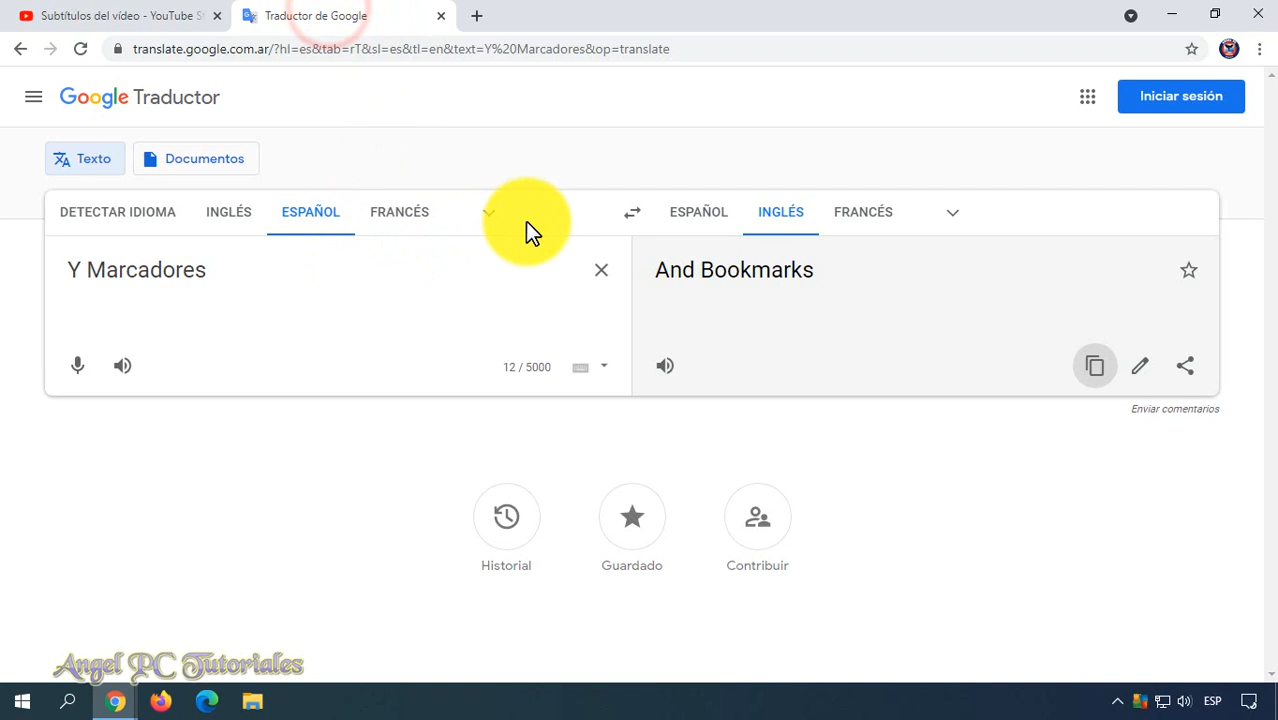 Subtítulos del vídeo - YouTube S
Traductor de Google
translate.google.com.ar/?hl=es&tab=rT&sl=es&tl=en&text=Y%20Marcadores&op=translate
Google Traductor
Iniciar sesión
Texto
Documentos
DETECTAR IDIOMA INGLÉS ESPAÑOL FRANCÉS
ESPAÑOL INGLÉS FRANCÉS
Y Marcadores
And Bookmarks
12 / 5000
Enviar comentarios
Historial
Guardado
Contribuir
Angel PC Tutoriales
ESP